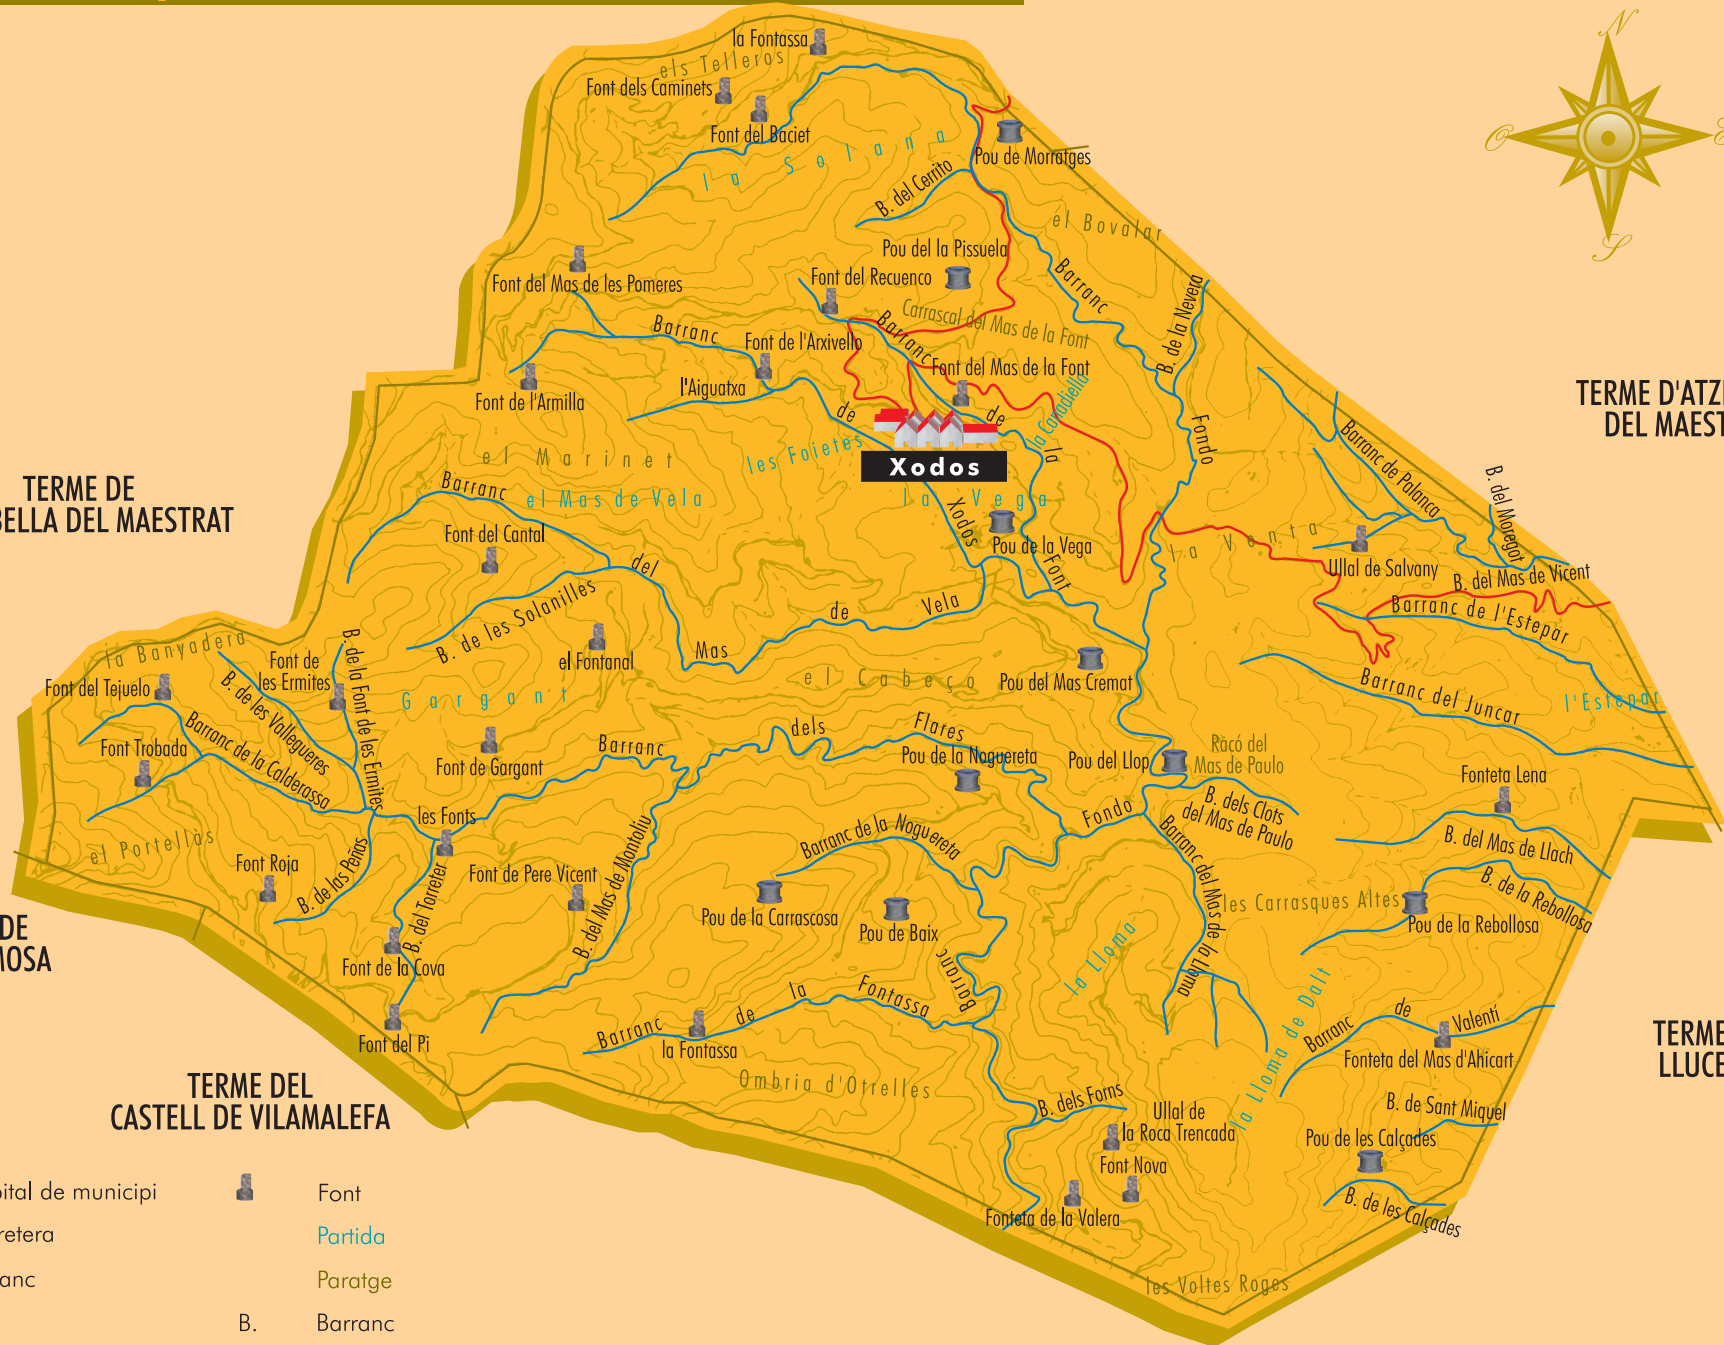 la Fontassa
els Telleros
Font dels Caminets
Font del Baciet
la Solana
Pou de Morratges
B. del Cerrito
el Bovalar
Pou del la Pissuela
Font del Mas de les Pomeres
Font del Recuenco
Barranc
B. de la Nevera
Carrascal del Mas de la Font
Barranc
Barranc
Font de l'Arxivello
Font del Mas de la Font
l'Aiguatxa
Font de l'Armilla
la Canadiella
de
de
la
Fondo
TERME D'ATZ
DEL MAEST
les Foietes
el Marinet
Xodos
Barranc de Palanca
B. del Moregot
TERME DE
BELLA DEL MAESTRAT
Barranc
el Mas de Vela
la Vega
Xodos
Font del Cantal
Pou de la Vega
Font
la Venta
Ullal de Salvany
B. del Mas de Vicent
del
B. de les Solanilles
de
Vela
Barranc de l'Estepar
la Banyadera
B. de la Font de les Ermites
Font de
les Ermites
el Fontanal
Mas
el Cabeço
Pou del Mas Cremat
Font del Tejuelo
B. de les Vallegueres
Gargant
Barranc del Juncar
l'Estepar
Barranc de la Calderassa
Font Trobada
Font de Gargant
Barranc
dels
Flares
Pou de la Noguereta
Pou del Llop
Racó del
Mas de Paulo
Fonteta Lena
les Fonts
Fondo
B. dels Clots
del Mas de Paulo
Barranc de la Noguereta
B. del Mas de Llach
el Portellàs
Font Roja
B. de las Peñas
B. del Torreter
Font de Pere Vicent
B. del Mas de Montoliu
Barranc del Mas de la Lloma
B. de la Rebollosa
les Carrasques Altes
Pou de la Rebollosa
Pou de la Carrascosa
Pou de Baix
DE
MOSA
Font de la Cova
Barranc
la Lloma
la Lloma de Dalt
Font del Pi
Barranc
de
la
Fontassa
la Fontassa
Barranc
de
Valentí
Fonteta del Mas d'Ahicart
TERME
LLUCE
TERME DEL
CASTELL DE VILAMALEFA
Ombria d'Otrelles
B. dels Forns
Ullal de
la Roca Trencada
B. de Sant Miquel
Pou de les Calçades
Font Nova
Fonteta de la Valera
B. de les Calçades
les Voltes Roges
pital de municipi
Font
retera
Partida
anc
Paratge
B.
Barranc
N
O
E
S